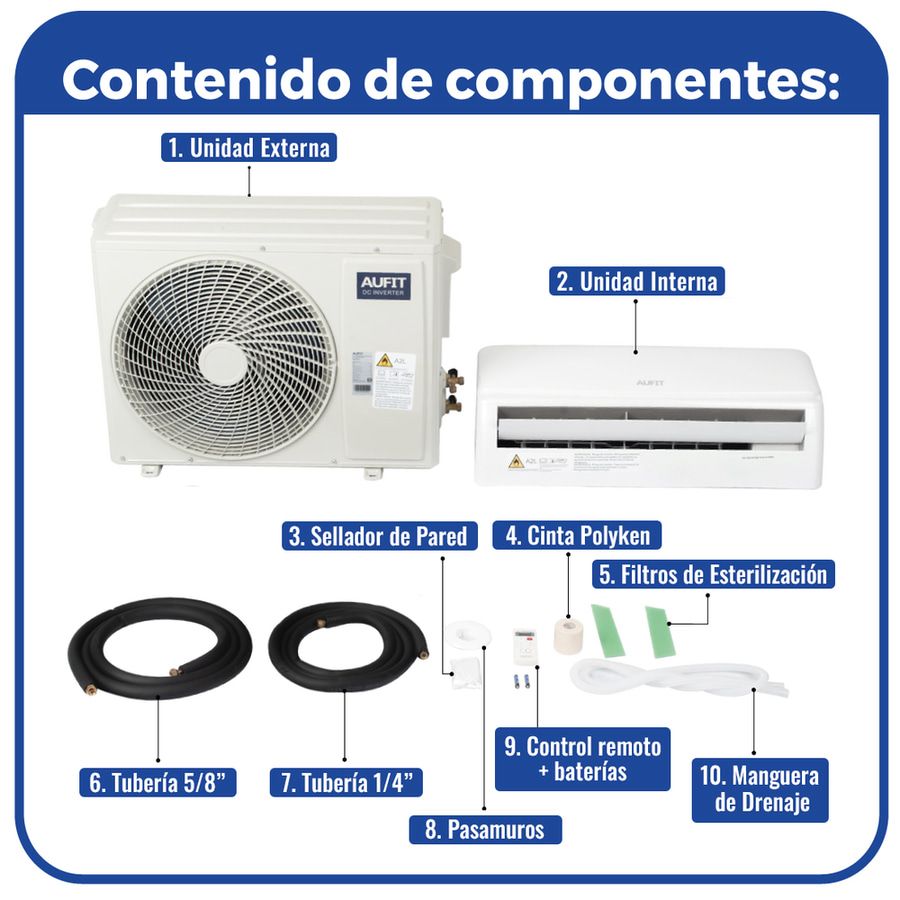 Contenido de componentes:
1. Unidad Externa
AUFIT
DC INVERTER
AUFIT
A2L
2. Unidad Interna
AUFIT
A2L
3. Sellador de Pared
4. Cinta Polyken
5. Filtros de Esterilización
6. Tubería 5/8”
7. Tubería 1/4”
8. Pasamuros
9. Control remoto
+ baterías
10. Manguera
de Drenaje